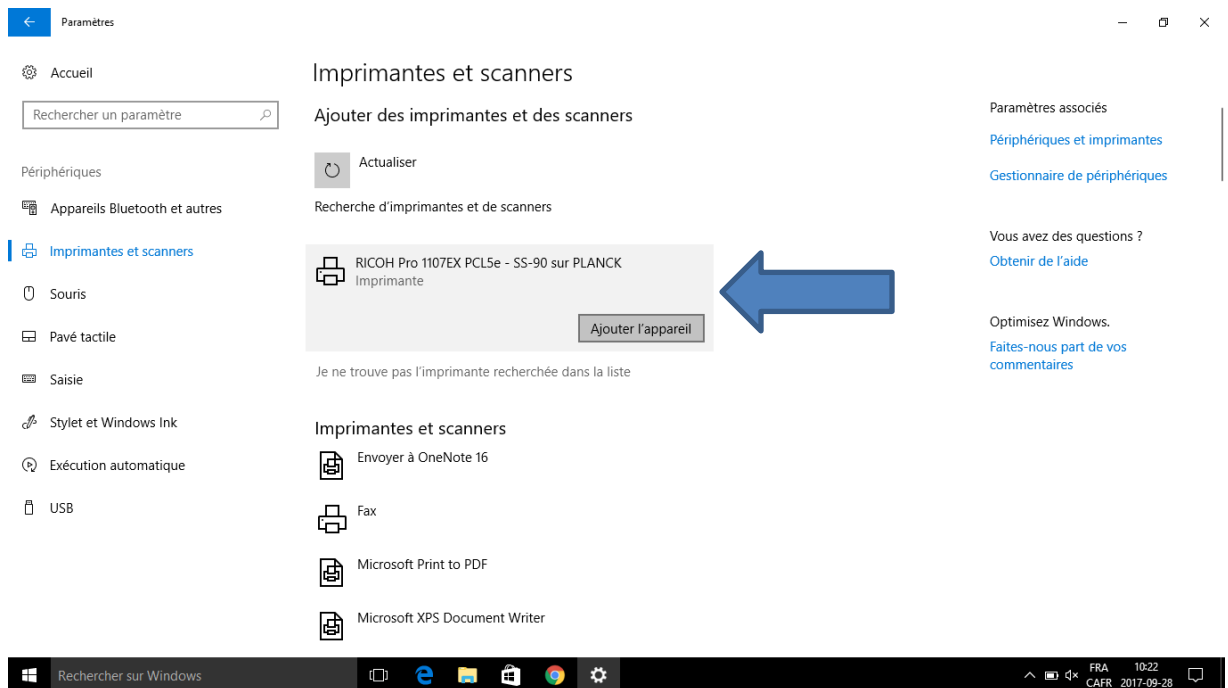 Paramètres
Accueil
Rechercher un paramètre
Périphériques
Appareils Bluetooth et autres
Imprimantes et scanners
Souris
Pavé tactile
Saisie
Stylet et Windows Ink
Exécution automatique
USB
Imprimantes et scanners
Ajouter des imprimantes et des scanners
Actualiser
Recherche d'imprimantes et de scanners
RICOH Pro 1107EX PCL5e - SS-90 sur PLANCK
Imprimante
Ajouter l'appareil
Je ne trouve pas l'imprimante recherchée dans la liste
Imprimantes et scanners
Envoyer à OneNote 16
Fax
Microsoft Print to PDF
Microsoft XPS Document Writer
Paramètres associés
Périphériques et imprimantes
Gestionnaire de périphériques
Vous avez des questions ?
Obtenir de l'aide
Optimisez Windows.
Faites-nous part de vos
commentaires
Rechercher sur Windows
FRA
CAFR
10:22
2017-09-28